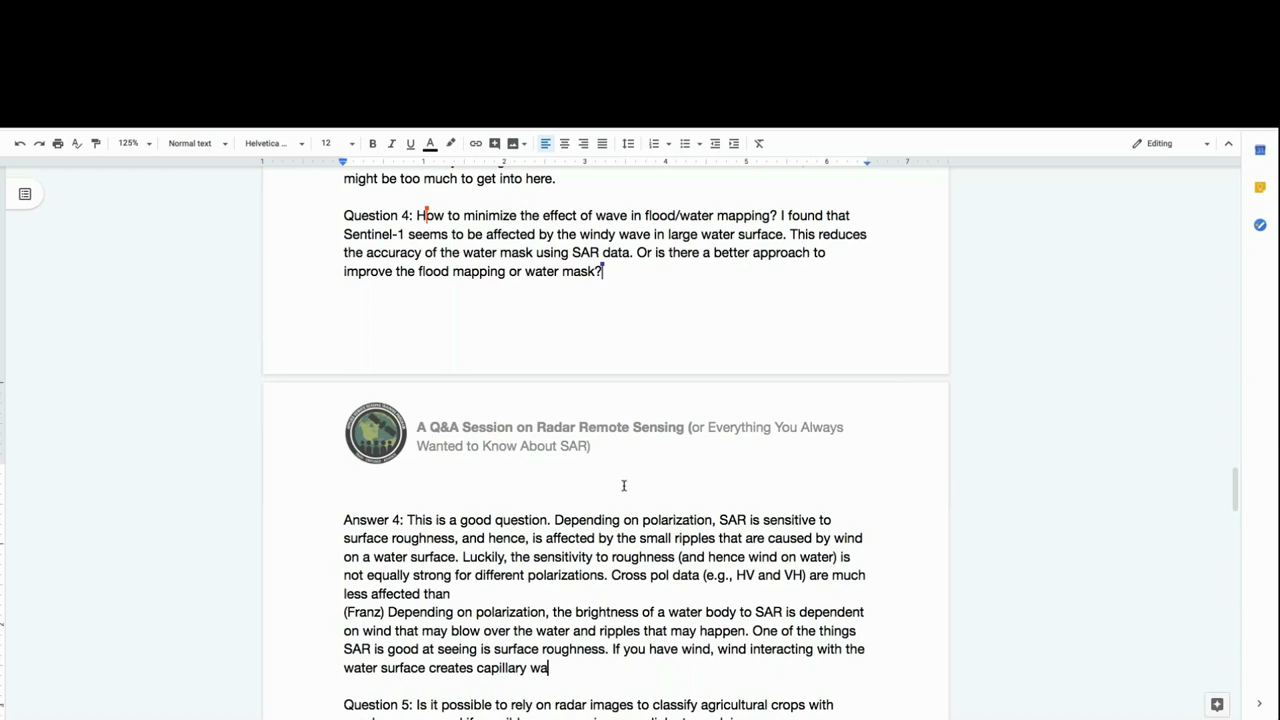 125% Normal text Helvetica ... 12 B I U A Editing
1 1 2 3 4 5 6 7
might be too much to get into here.
Question 4: How to minimize the effect of wave in flood/water mapping? I found that
Sentinel-1 seems to be affected by the windy wave in large water surface. This reduces
the accuracy of the water mask using SAR data. Or is there a better approach to
improve the flood mapping or water mask?
A Q&A Session on Radar Remote Sensing (or Everything You Always
Wanted to Know About SAR)
Answer 4: This is a good question. Depending on polarization, SAR is sensitive to
surface roughness, and hence, is affected by the small ripples that are caused by wind
on a water surface. Luckily, the sensitivity to roughness (and hence wind on water) is
not equally strong for different polarizations. Cross pol data (e.g., HV and VH) are much
less affected than
(Franz) Depending on polarization, the brightness of a water body to SAR is dependent
on wind that may blow over the water and ripples that may happen. One of the things
SAR is good at seeing is surface roughness. If you have wind, wind interacting with the
water surface creates capillary wa
Question 5: Is it possible to rely on radar images to classify agricultural crops with